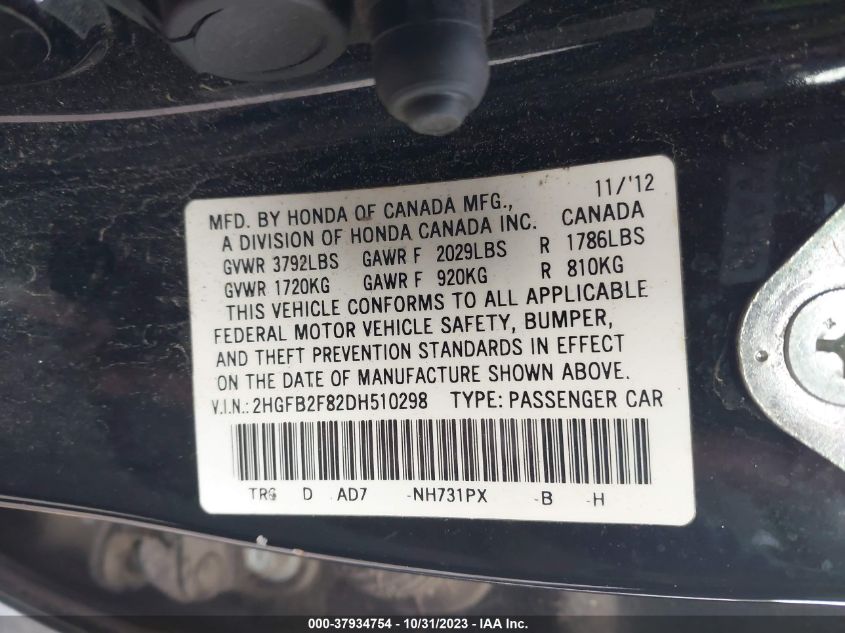 11/'12
MFD. BY HONDA OF CANADA MFG., CANADA
A DIVISION OF HONDA CANADA INC.
GVWR 3792LBS GAWR F 2029LBS R 1786LBS
GVWR 1720KG GAWR F 920KG R 810KG
THIS VEHICLE CONFORMS TO ALL APPLICABLE
FEDERAL MOTOR VEHICLE SAFETY, BUMPER,
AND THEFT PREVENTION STANDARDS IN EFFECT
ON THE DATE OF MANUFACTURE SHOWN ABOVE.
V.I.N.: 2HGFB2F82DH510298 TYPE: PASSENGER CAR
D AD7 -NH731PX -B -H
000-37934754 - 10/31/2023 - IAA Inc.